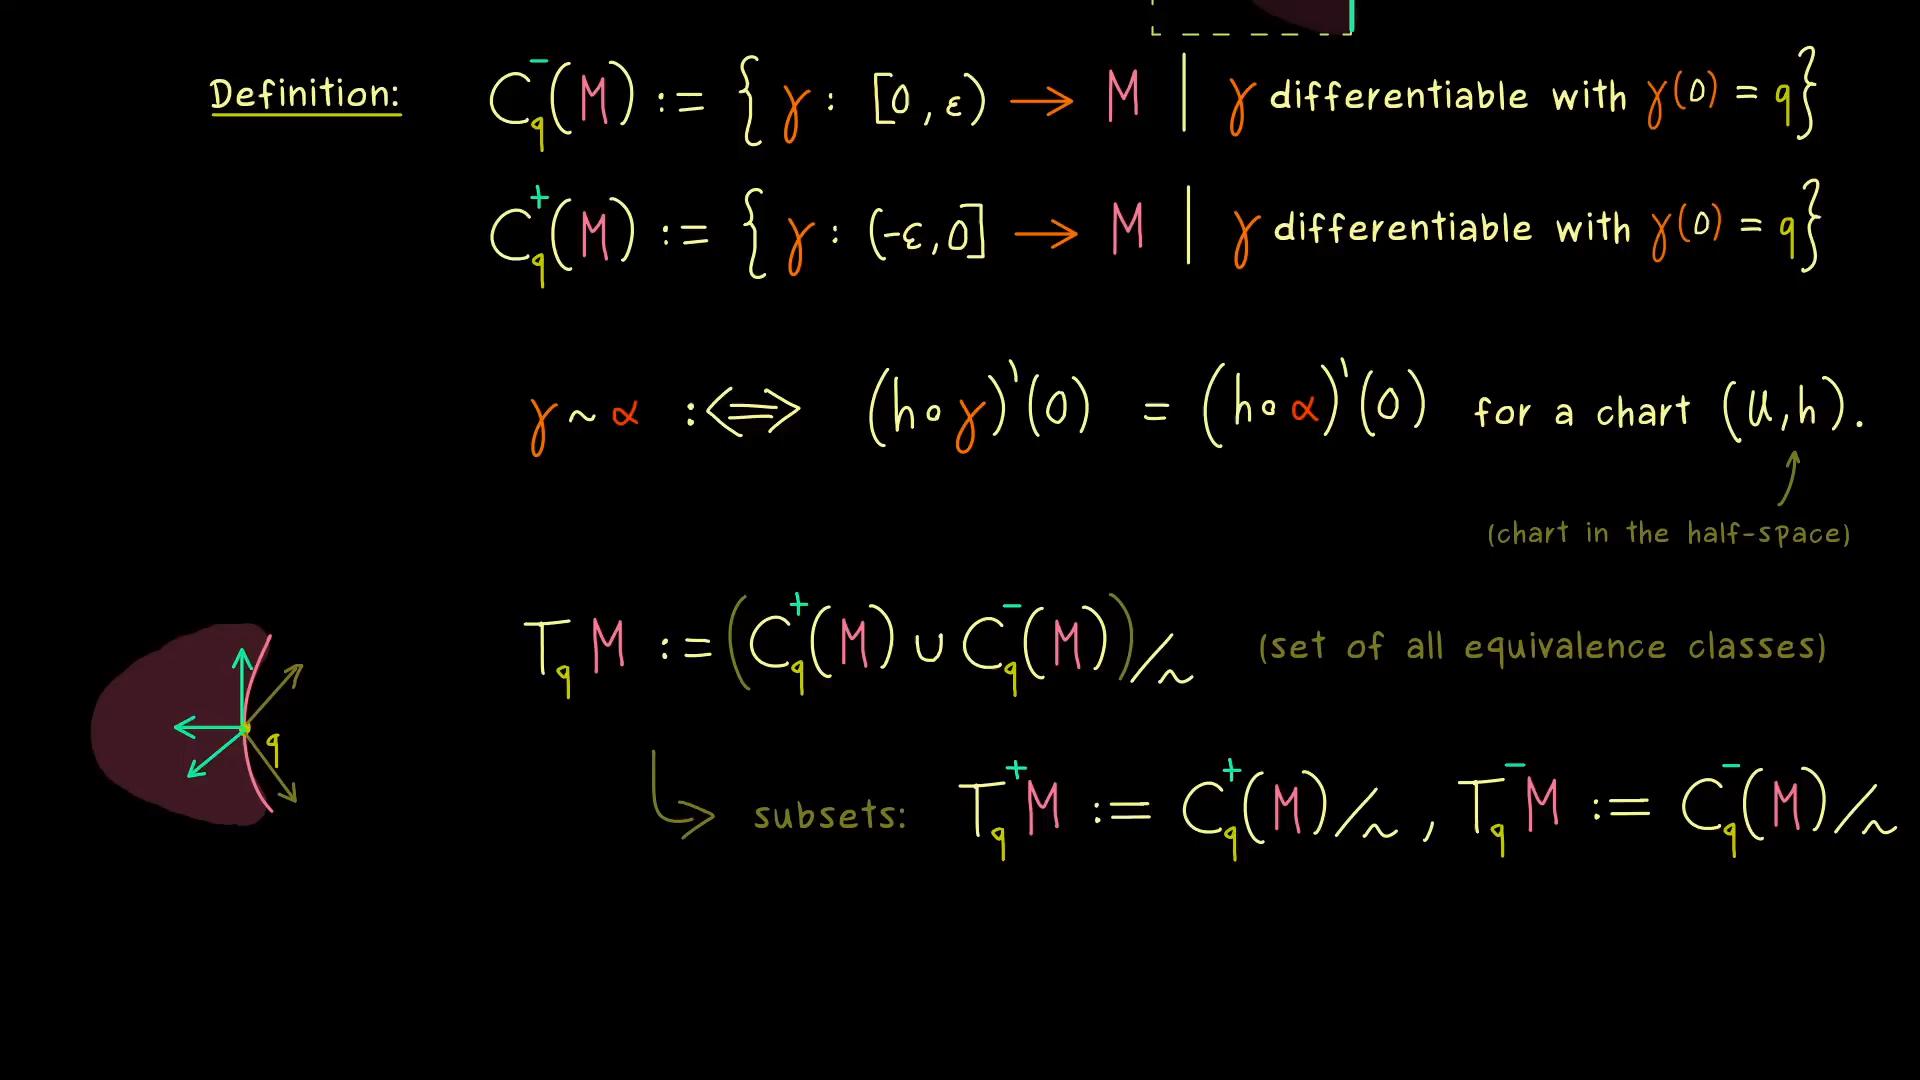 Definition: C_q^-(M) := { γ : [0, ε) → M | γ differentiable with γ(0) = q }
C_q^+(M) := { γ : (-ε, 0] → M | γ differentiable with γ(0) = q }
γ ~ α :⟺ (h∘γ)'(0) = (h∘α)'(0) for a chart (U, h).
(chart in the half-space)
T_q M := (C_q^+(M) ∪ C_q^-(M))/~ (set of all equivalence classes)
q
subsets: T_q^+ M := C_q^+(M)/~ , T_q^- M := C_q^-(M)/~